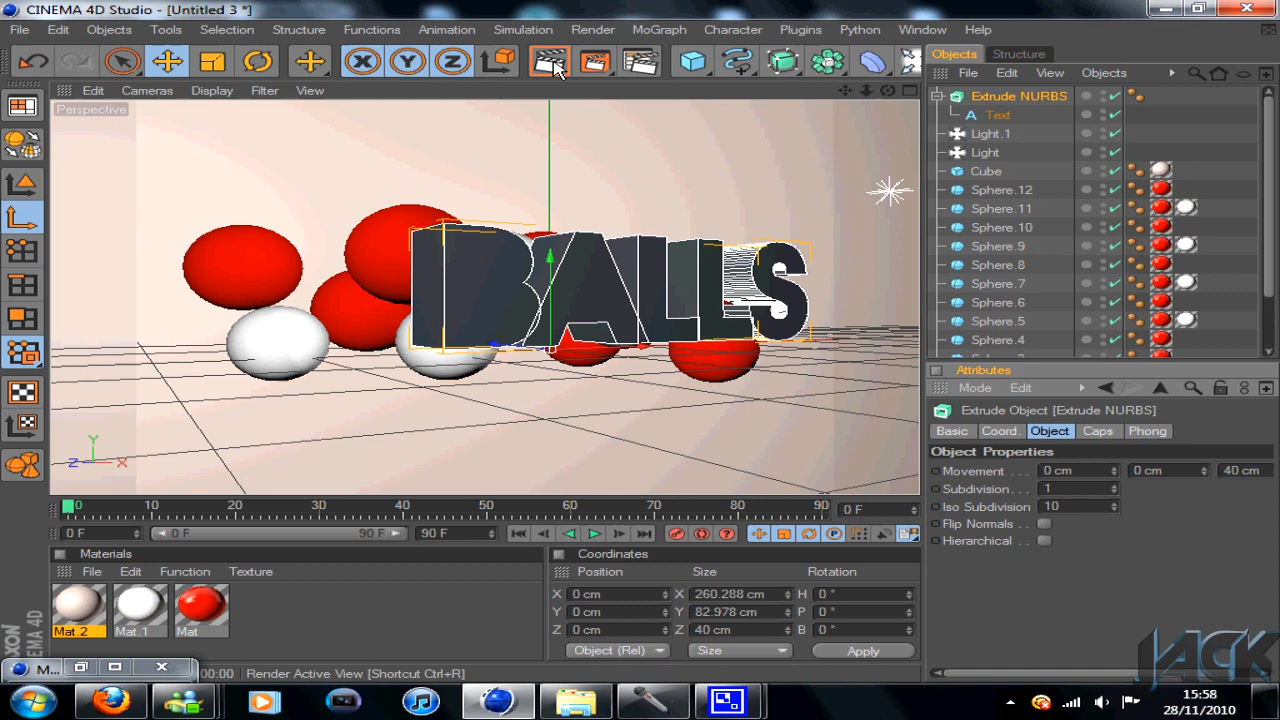 CINEMA 4D Studio - [Untitled 3 *]
File Edit Objects Tools Selection Structure Functions Animation Simulation Render MoGraph Character Plugins Python Window Help
Objects Structure
File Edit View Objects
Edit Cameras Display Filter View
Perspective
BALLS
Y
Z X
Extrude NURBS
A Text
Light.1
Light
Cube
Sphere.12
Sphere.11
Sphere.10
Sphere.9
Sphere.8
Sphere.7
Sphere.6
Sphere.5
Sphere.4
Attributes
Mode Edit
Extrude Object [Extrude NURBS]
Basic Coord. Object Caps Phong
Object Properties
Movement . . . 0 cm 0 cm 40 cm
Subdivision. . . 1
Iso Subdivision 10
Flip Normals . .
Hierarchical . .
0 10 20 30 40 50 60 70 80 90 0 F
0 F 0 F 90 F 90 F
Materials
File Edit Function Texture
Mat.2 Mat.1 Mat
Coordinates
Position Size Rotation
X 0 cm X 260.288 cm H 0 °
Y 0 cm Y 82.978 cm P 0 °
Z 0 cm Z 40 cm B 0 °
Object (Rel) Size Apply
CINEMA 4D
M... 00:00 Render Active View [Shortcut Ctrl+R]
JACK
15:58
28/11/2010